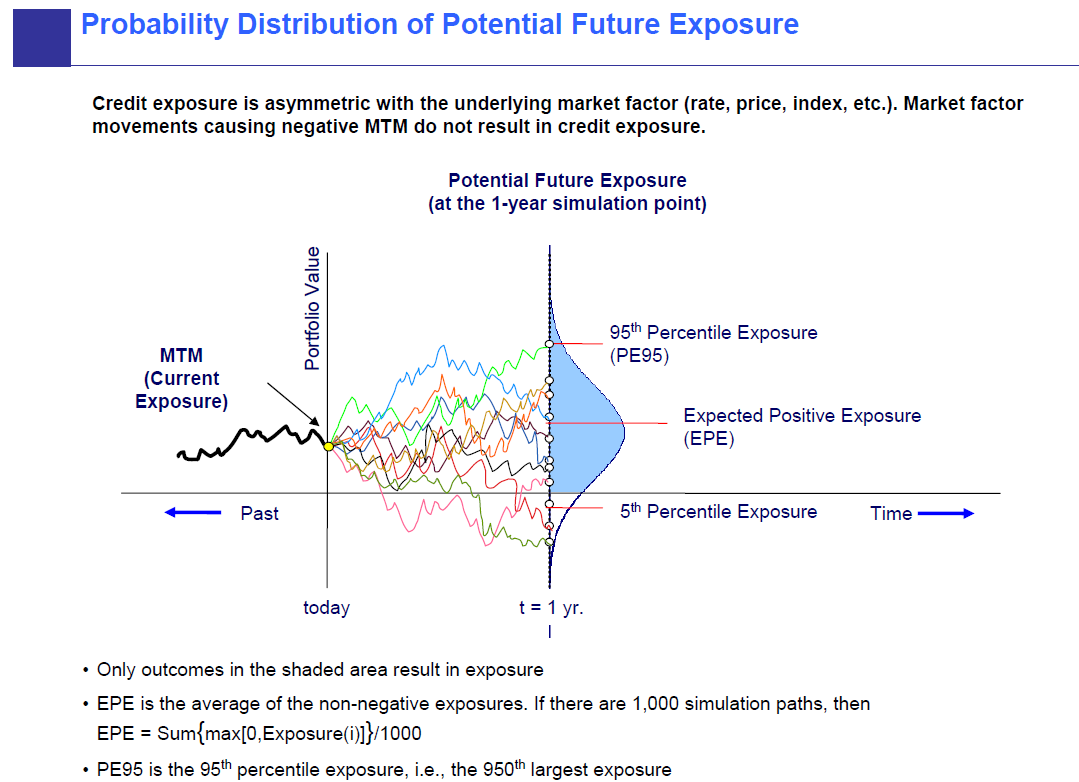 Probability Distribution of Potential Future Exposure
Credit exposure is asymmetric with the underlying market factor (rate, price, index, etc.). Market factor
movements causing negative MTM do not result in credit exposure.
Potential Future Exposure
(at the 1-year simulation point)
Portfolio Value
95th Percentile Exposure
(PE95)
MTM
(Current
Exposure)
Expected Positive Exposure
(EPE)
Past
5th Percentile Exposure
Time
today
t = 1 yr.
• Only outcomes in the shaded area result in exposure
• EPE is the average of the non-negative exposures. If there are 1,000 simulation paths, then
EPE = Sum{max[0,Exposure(i)]}/1000
• PE95 is the 95th percentile exposure, i.e., the 950th largest exposure